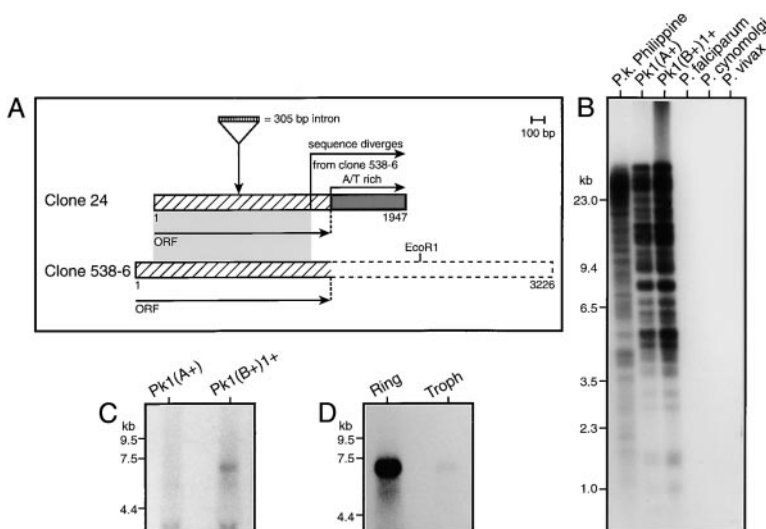 A
= 305 bp intron
100 bp
sequence diverges
from clone 538-6
A/T rich
Clone 24
1
1947
ORF
EcoR1
Clone 538-6
1
3226
ORF
B
P.k. Philippine
Pk1(A+)
Pk1(B+)1+
P. falciparum
P. cynomolgi
P. vivax
kb
23.0
9.4
6.5
3.5
2.3
1.0
C
Pk1(A+)
Pk1(B+)1+
kb
9.5
7.5
4.4
D
Ring
Troph
kb
9.5
7.5
4.4